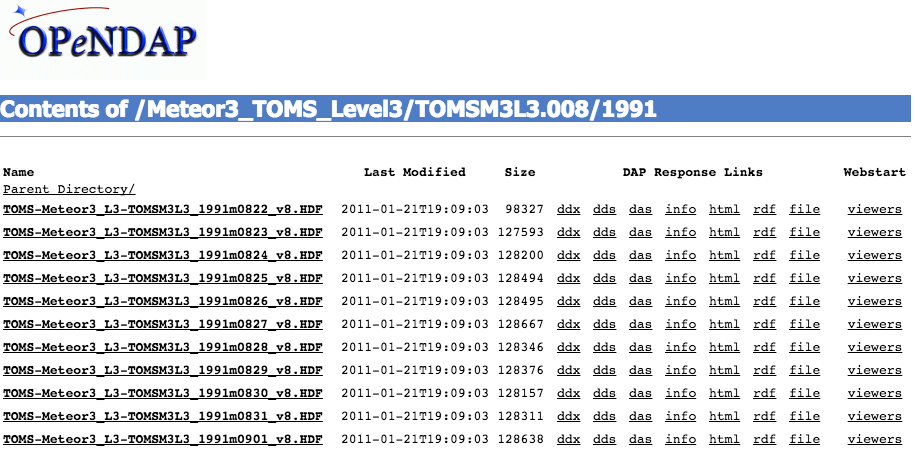 OPeNDAP
Contents of /Meteor3_TOMS_Level3/TOMSM3L3.008/1991
Name Last Modified Size DAP Response Links Webstart
Parent Directory/
TOMS-Meteor3_L3-TOMSM3L3_1991m0822_v8.HDF 2011-01-21T19:09:03 98327 ddx dds das info html rdf file viewers
TOMS-Meteor3_L3-TOMSM3L3_1991m0823_v8.HDF 2011-01-21T19:09:03 127593 ddx dds das info html rdf file viewers
TOMS-Meteor3_L3-TOMSM3L3_1991m0824_v8.HDF 2011-01-21T19:09:03 128200 ddx dds das info html rdf file viewers
TOMS-Meteor3_L3-TOMSM3L3_1991m0825_v8.HDF 2011-01-21T19:09:03 128494 ddx dds das info html rdf file viewers
TOMS-Meteor3_L3-TOMSM3L3_1991m0826_v8.HDF 2011-01-21T19:09:03 128495 ddx dds das info html rdf file viewers
TOMS-Meteor3_L3-TOMSM3L3_1991m0827_v8.HDF 2011-01-21T19:09:03 128667 ddx dds das info html rdf file viewers
TOMS-Meteor3_L3-TOMSM3L3_1991m0828_v8.HDF 2011-01-21T19:09:03 128346 ddx dds das info html rdf file viewers
TOMS-Meteor3_L3-TOMSM3L3_1991m0829_v8.HDF 2011-01-21T19:09:03 128376 ddx dds das info html rdf file viewers
TOMS-Meteor3_L3-TOMSM3L3_1991m0830_v8.HDF 2011-01-21T19:09:03 128157 ddx dds das info html rdf file viewers
TOMS-Meteor3_L3-TOMSM3L3_1991m0831_v8.HDF 2011-01-21T19:09:03 128311 ddx dds das info html rdf file viewers
TOMS-Meteor3_L3-TOMSM3L3_1991m0901_v8.HDF 2011-01-21T19:09:03 128638 ddx dds das info html rdf file viewers